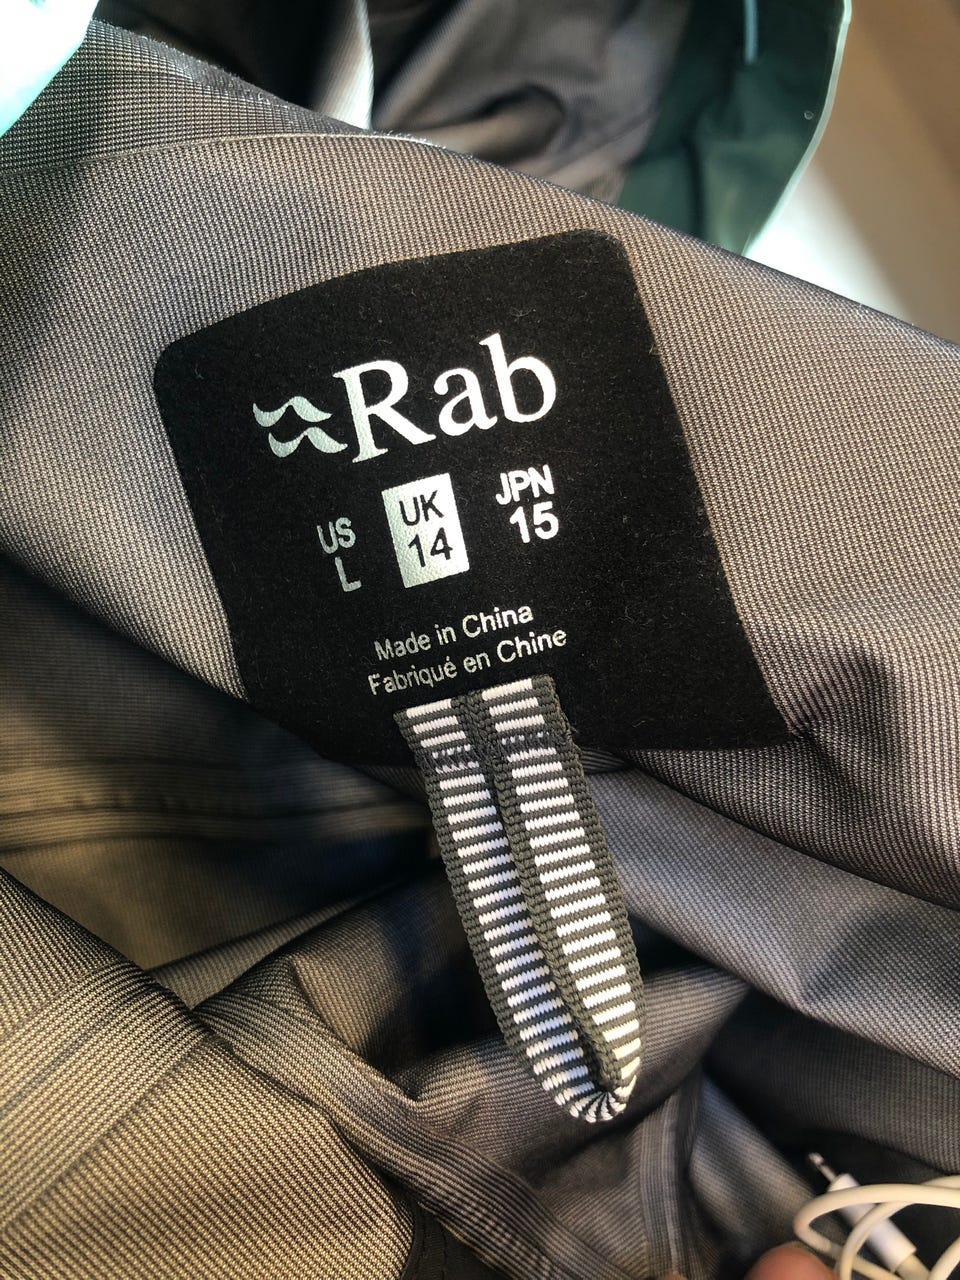 Rab
US UK JPN
L 14 15
Made in China
Fabriqué en Chine